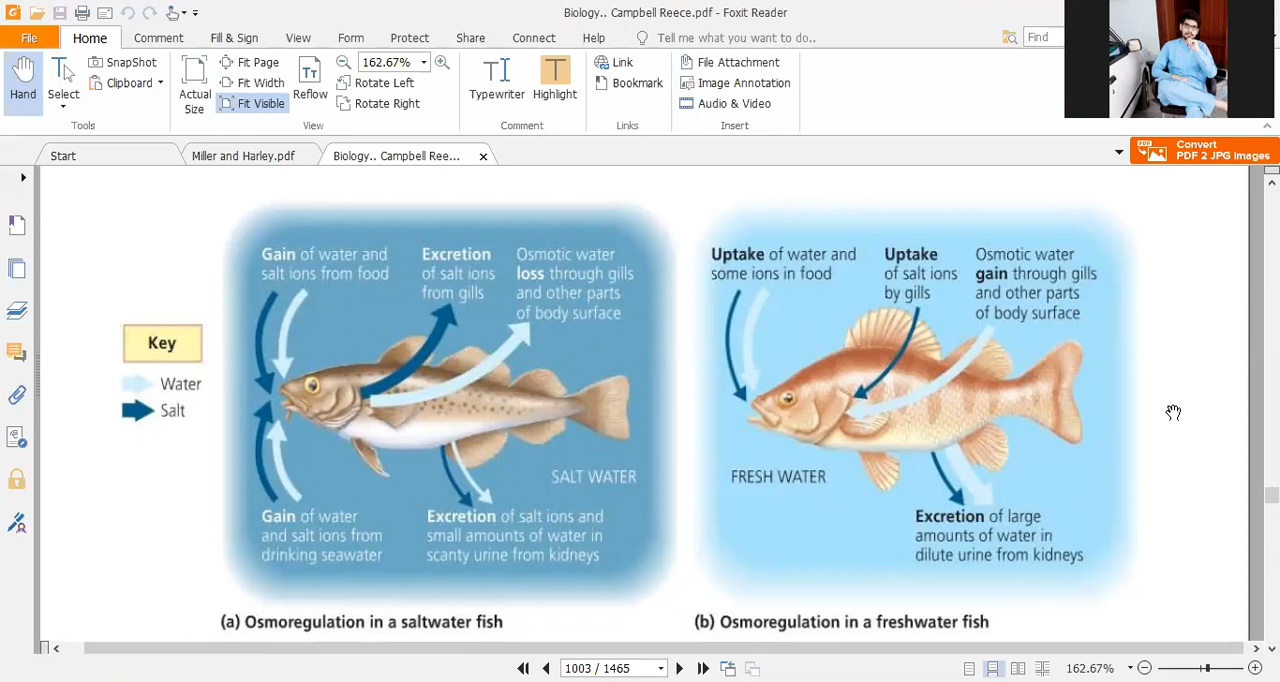 Biology.. Campbell Reece.pdf - Foxit Reader
File Home Comment Fill & Sign View Form Protect Share Connect Help Tell me what you want to do.. Find
Hand
Select
SnapShot
Clipboard
Tools
Actual
Size
Fit Page
Fit Width
Fit Visible
Reflow
162.67%
Rotate Left
Rotate Right
View
Typewriter
Highlight
Comment
Link
Bookmark
Links
File Attachment
Image Annotation
Audio & Video
Insert
Start Miller and Harley.pdf Biology.. Campbell Ree...
Convert
PDF 2 JPG Images
Key
Water
Salt
Gain of water and
salt ions from food
Excretion
of salt ions
from gills
Osmotic water
loss through gills
and other parts
of body surface
SALT WATER
Gain of water
and salt ions from
drinking seawater
Excretion of salt ions and
small amounts of water in
scanty urine from kidneys
(a) Osmoregulation in a saltwater fish
Uptake of water and
some ions in food
Uptake
of salt ions
by gills
Osmotic water
gain through gills
and other parts
of body surface
FRESH WATER
Excretion of large
amounts of water in
dilute urine from kidneys
(b) Osmoregulation in a freshwater fish
1003 / 1465
162.67%